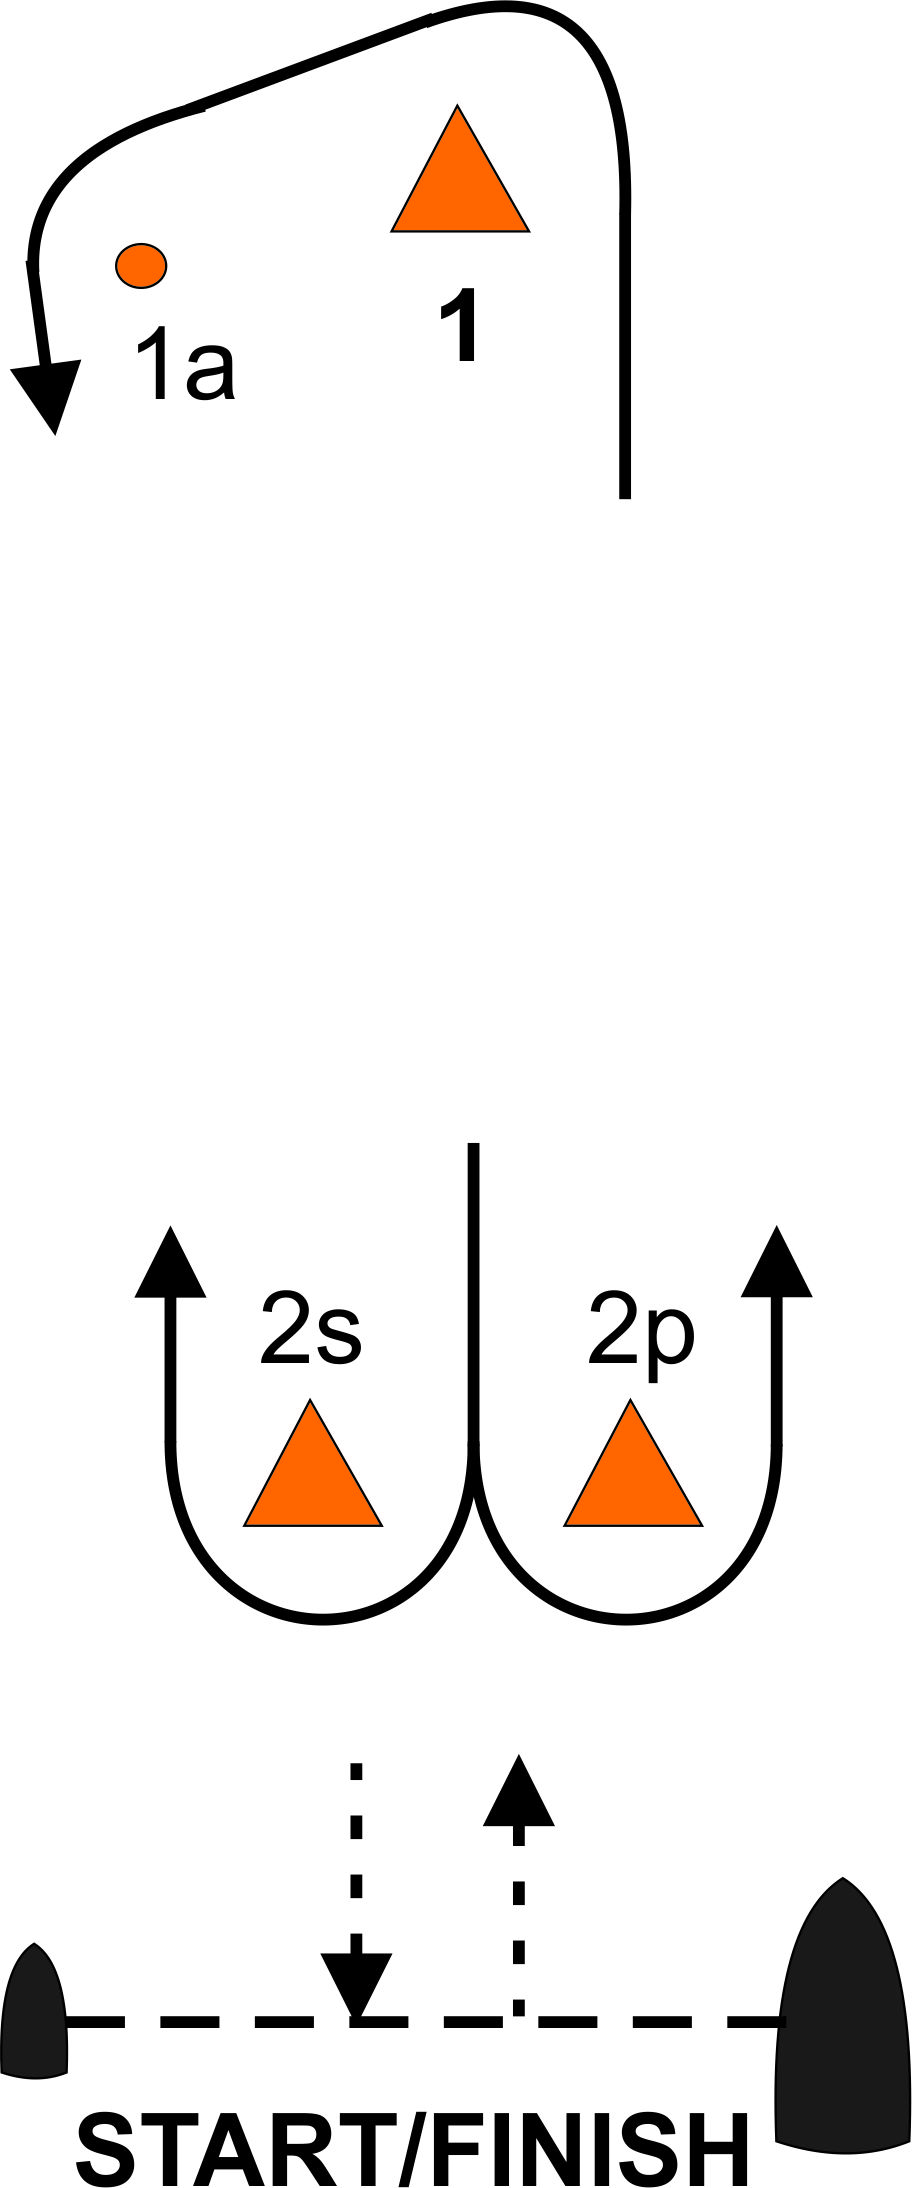 1
1a
2s 2p
START/FINISH